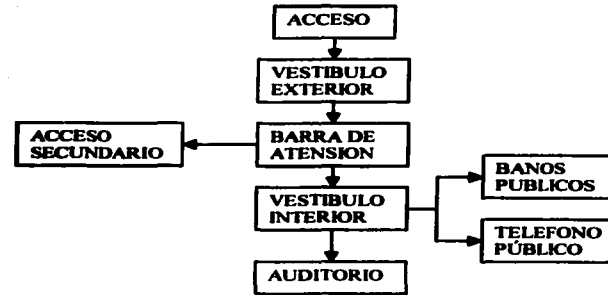 ACCESO
VESTIBULO
EXTERIOR
ACCESO
SECUNDARIO
BARRA DE
ATENSION
BANOS
PUBLICOS
VESTIBULO
INTERIOR
TELEFONO
PÚBLICO
AUDITORIO